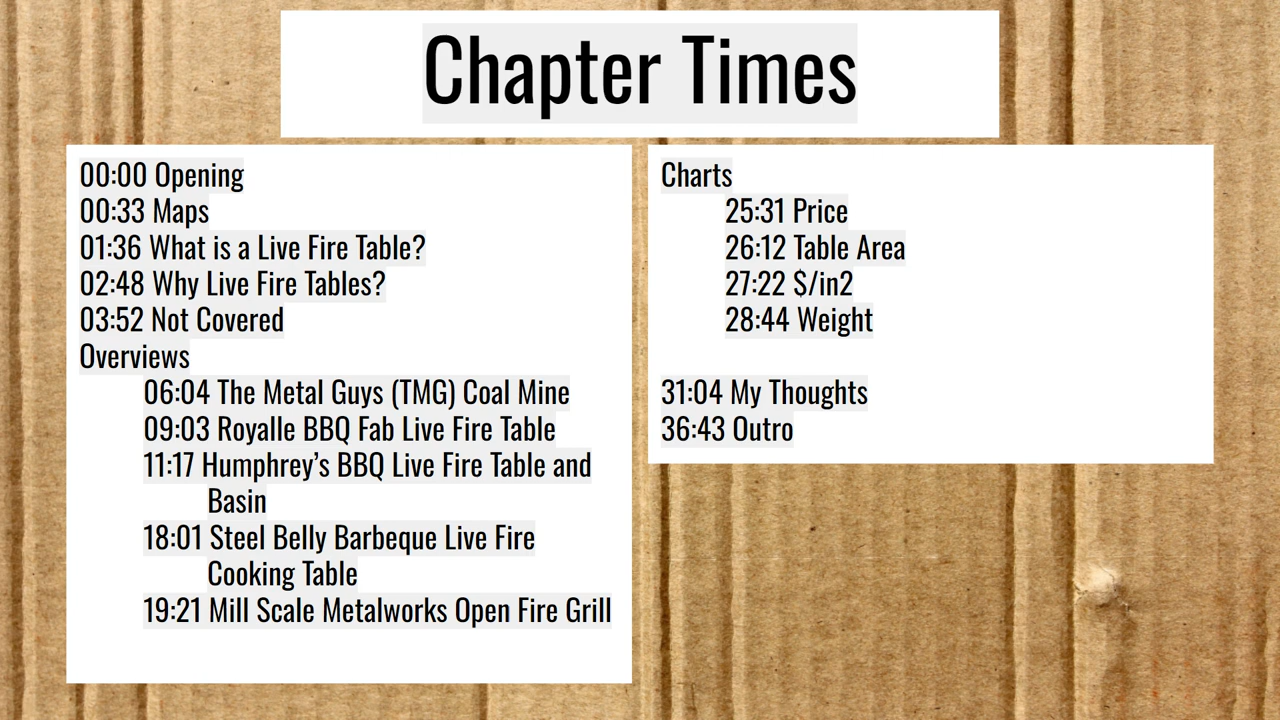 Chapter Times
00:00 Opening
00:33 Maps
01:36 What is a Live Fire Table?
02:48 Why Live Fire Tables?
03:52 Not Covered
Overviews
06:04 The Metal Guys (TMG) Coal Mine
09:03 Royalle BBQ Fab Live Fire Table
11:17 Humphrey’s BBQ Live Fire Table and
Basin
18:01 Steel Belly Barbeque Live Fire
Cooking Table
19:21 Mill Scale Metalworks Open Fire Grill
Charts
25:31 Price
26:12 Table Area
27:22 $/in2
28:44 Weight
31:04 My Thoughts
36:43 Outro